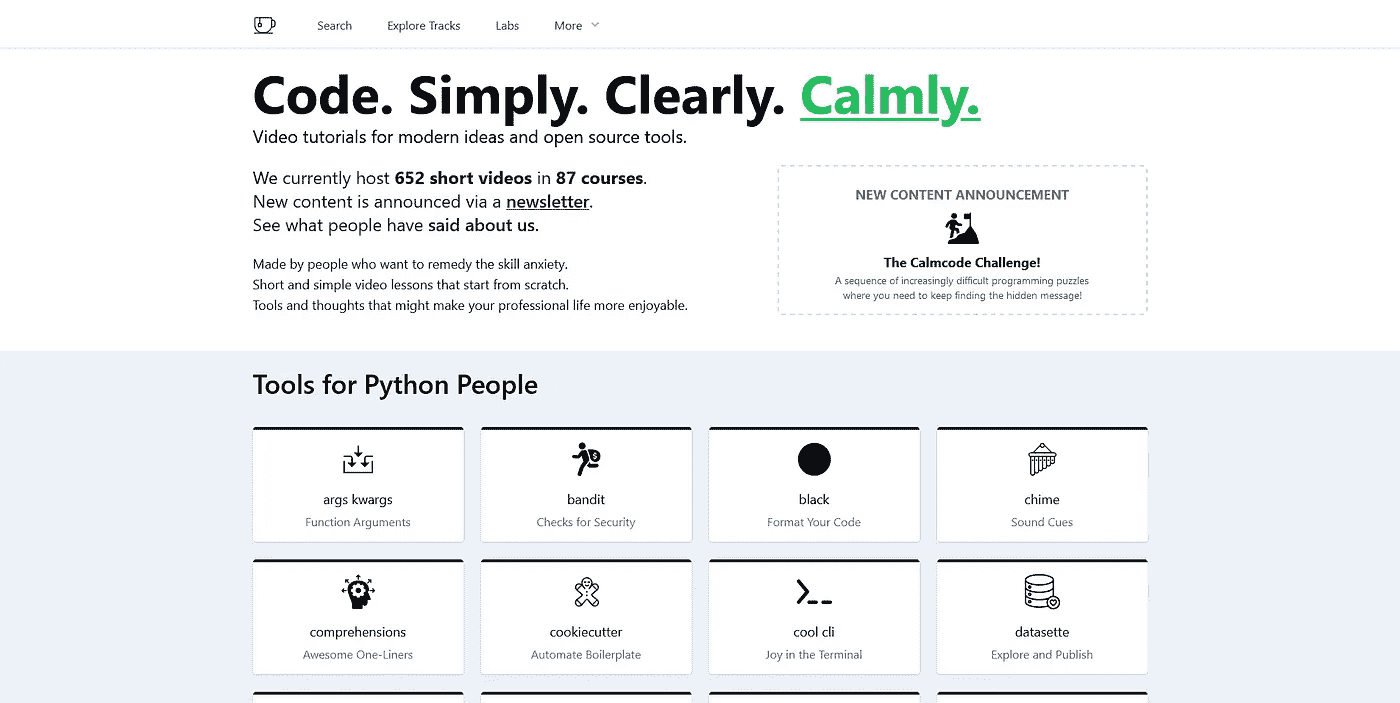 Search Explore Tracks Labs More
Code. Simply. Clearly. Calmly.
Video tutorials for modern ideas and open source tools.
We currently host 652 short videos in 87 courses.
New content is announced via a newsletter.
See what people have said about us.
Made by people who want to remedy the skill anxiety.
Short and simple video lessons that start from scratch.
Tools and thoughts that might make your professional life more enjoyable.
NEW CONTENT ANNOUNCEMENT
The Calmcode Challenge!
A sequence of increasingly difficult programming puzzles
where you need to keep finding the hidden message!
Tools for Python People
args kwargs
Function Arguments
bandit
Checks for Security
black
Format Your Code
chime
Sound Cues
comprehensions
Awesome One-Liners
cookiecutter
Automate Boilerplate
cool cli
Joy in the Terminal
datasette
Explore and Publish